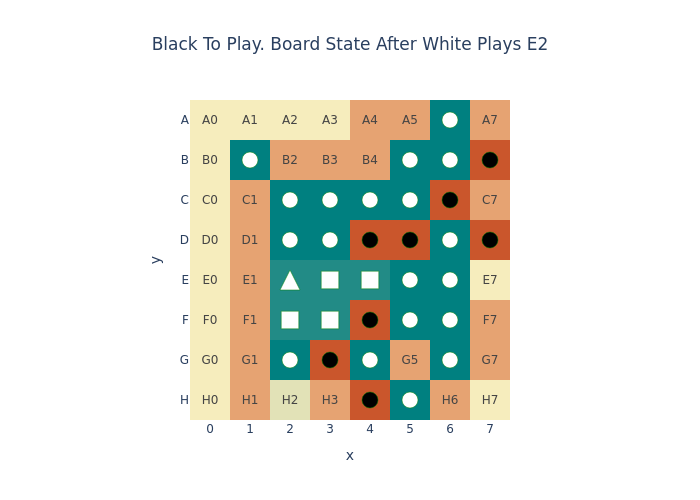 Black To Play. Board State After White Plays E2
A A0 A1 A2 A3 A4 A5 A7
B B0 B2 B3 B4
C C0 C1 C7
D D0 D1
y
E E0 E1 E7
F F0 F1 F7
G G0 G1 G5 G7
H H0 H1 H2 H3 H6 H7
0 1 2 3 4 5 6 7
x